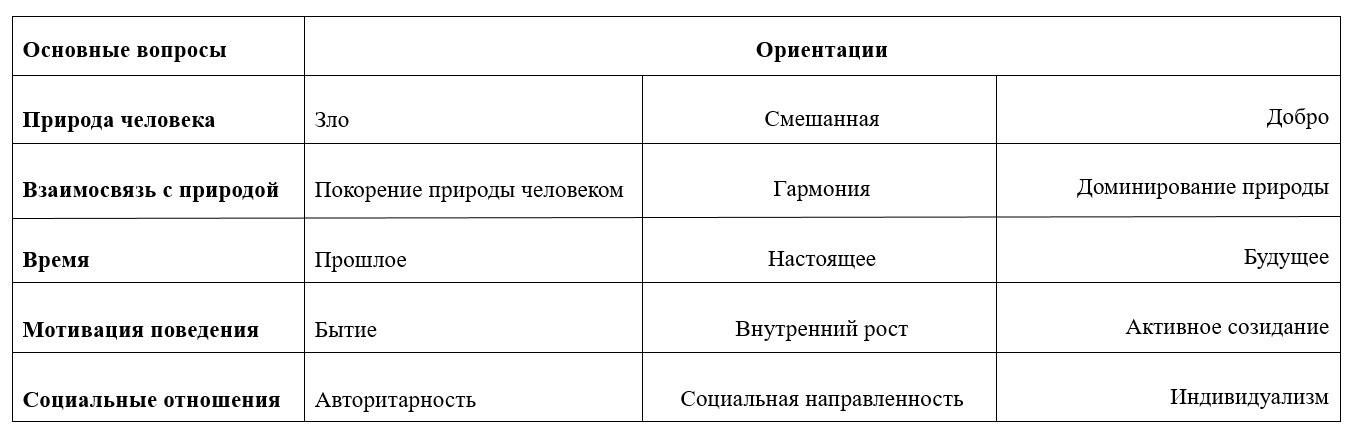 Основные вопросы Ориентации
Природа человека Зло Смешанная Добро
Взаимосвязь с природой Покорение природы человеком Гармония Доминирование природы
Время Прошлое Настоящее Будущее
Мотивация поведения Бытие Внутренний рост Активное созидание
Социальные отношения Авторитарность Социальная направленность Индивидуализм